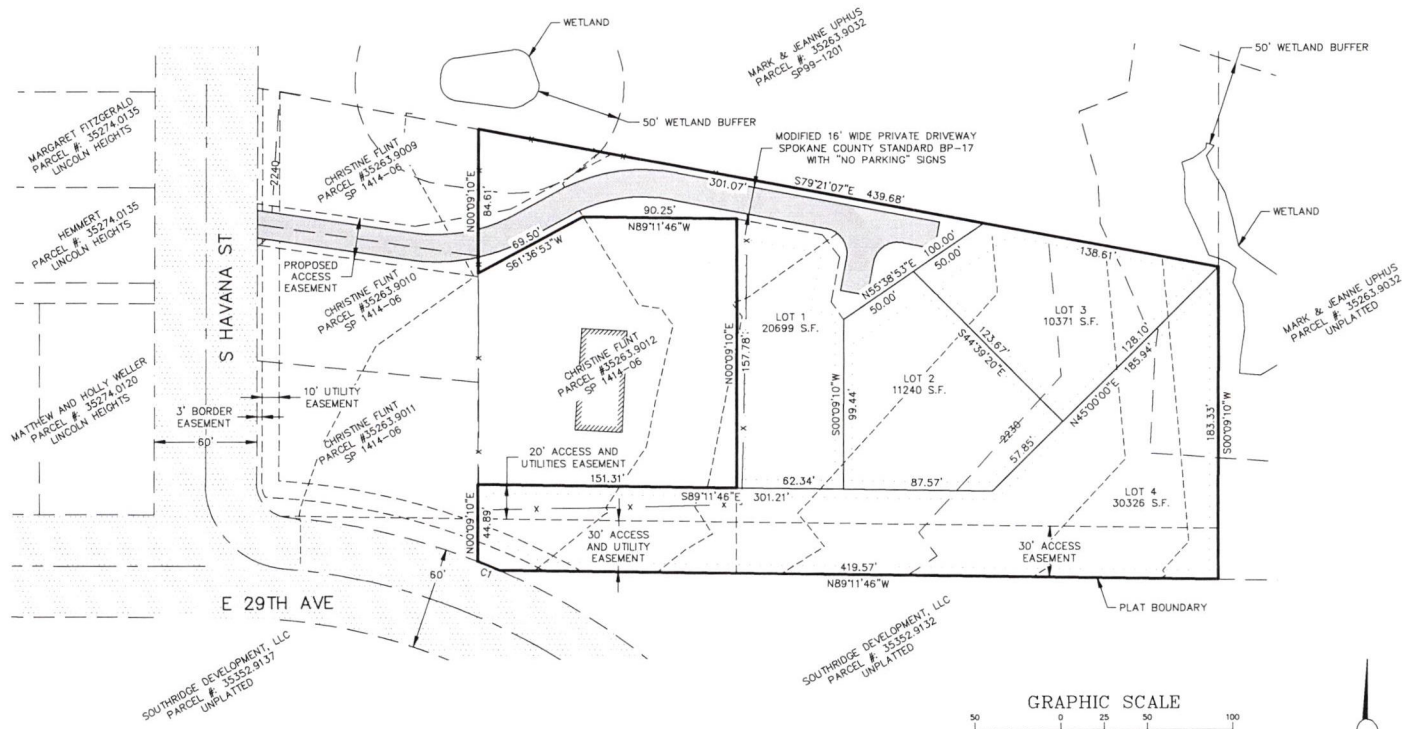 WETLAND
50' WETLAND BUFFER
MARK & JEANNE UPHUS
PARCEL #: 35263.9032
SP99-1201
50' WETLAND BUFFER
WETLAND
MARK & JEANNE UPHUS
PARCEL #: 35263.9032
UNPLATTED
MODIFIED 16' WIDE PRIVATE DRIVEWAY
SPOKANE COUNTY STANDARD BP-17
WITH "NO PARKING" SIGNS
MARGARET FITZGERALD
PARCEL #: 35274.0135
LINCOLN HEIGHTS
HEMMERT
PARCEL #: 35274.0135
LINCOLN HEIGHTS
MATTHEW AND HOLLY WELLER
PARCEL #: 35274.0120
LINCOLN HEIGHTS
S HAVANA ST
2240
CHRISTINE FLINT
PARCEL #35263.9009
SP 1414-06
PROPOSED
ACCESS
EASEMENT
CHRISTINE FLINT
PARCEL #35263.9010
SP 1414-06
CHRISTINE FLINT
PARCEL #35263.9011
SP 1414-06
CHRISTINE FLINT
PARCEL #35263.9012
SP 1414-06
10' UTILITY
EASEMENT
3' BORDER
EASEMENT
60'
N00°09'10"E
84.61'
69.50'
S61°36'53"W
90.25'
N89°11'46"W
301.07'
S79°21'07"E 439.68'
138.61'
N55°38'53"E 100.00'
50.00'
50.00'
LOT 1
20699 S.F.
N00°09'10"E
157.78'
S00°09'10"W
99.44'
LOT 2
11240 S.F.
S44°39'20"E
123.67'
LOT 3
10371 S.F.
128.10'
N45°00'00"E 185.94'
57.85'
2230
183.33'
S00°09'10"W
LOT 4
30326 S.F.
20' ACCESS AND
UTILITIES EASEMENT
151.31'
S89°11'46"E 301.21'
62.34'
87.57'
N00°09'10"E
44.89'
30' ACCESS
AND UTILITY
EASEMENT
30' ACCESS
EASEMENT
C1
419.57'
N89°11'46"W
PLAT BOUNDARY
E 29TH AVE
60'
SOUTHRIDGE DEVELOPMENT, LLC
PARCEL #: 35352.9137
UNPLATTED
SOUTHRIDGE DEVELOPMENT, LLC
PARCEL #: 35352.9132
UNPLATTED
GRAPHIC SCALE
50 0 25 50 100